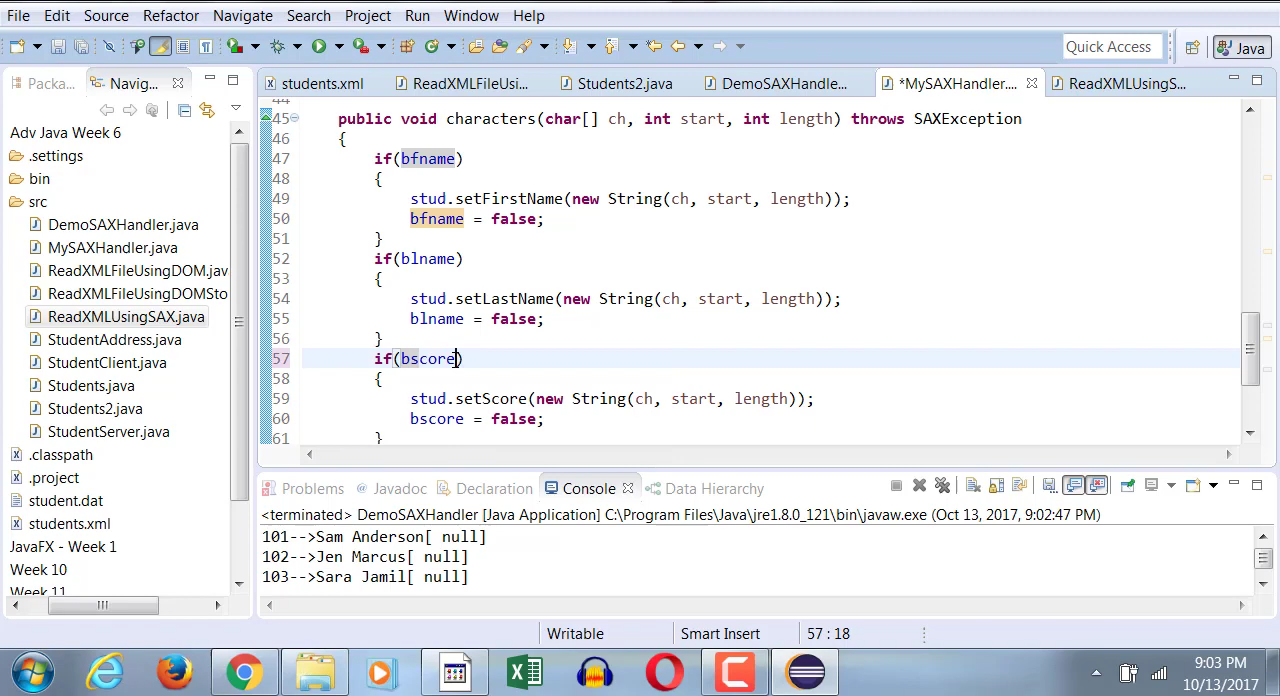 File Edit Source Refactor Navigate Search Project Run Window Help
Quick Access Java
Packa... Navig...
students.xml ReadXMLFileUsi... Students2.java DemoSAXHandle... *MySAXHandler.... ReadXMLUsingS...
Adv Java Week 6
.settings
bin
src
DemoSAXHandler.java
MySAXHandler.java
ReadXMLFileUsingDOM.jav
ReadXMLFileUsingDOMSto
ReadXMLUsingSAX.java
StudentAddress.java
StudentClient.java
Students.java
Students2.java
StudentServer.java
.classpath
.project
student.dat
students.xml
JavaFX - Week 1
Week 10
Week 11
44
45 public void characters(char[] ch, int start, int length) throws SAXException
46 {
47 if(bfname)
48 {
49 stud.setFirstName(new String(ch, start, length));
50 bfname = false;
51 }
52 if(blname)
53 {
54 stud.setLastName(new String(ch, start, length));
55 blname = false;
56 }
57 if(bscore)
58 {
59 stud.setScore(new String(ch, start, length));
60 bscore = false;
61 }
Problems @ Javadoc Declaration Console Data Hierarchy
<terminated> DemoSAXHandler [Java Application] C:\Program Files\Java\jre1.8.0_121\bin\javaw.exe (Oct 13, 2017, 9:02:47 PM)
101-->Sam Anderson[ null]
102-->Jen Marcus[ null]
103-->Sara Jamil[ null]
Writable Smart Insert 57 : 18
9:03 PM
10/13/2017